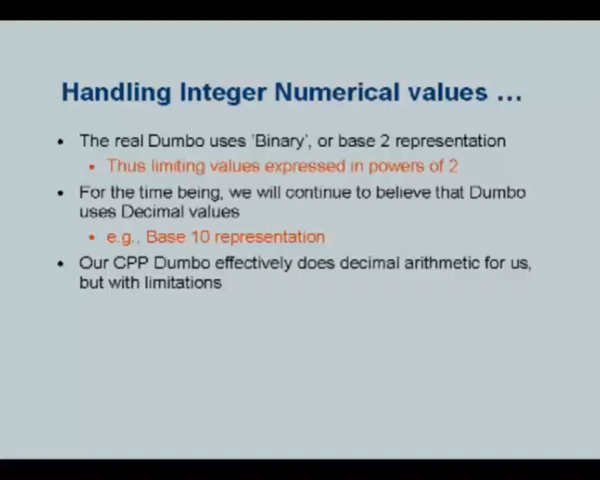 Handling Integer Numerical values ...
• The real Dumbo uses 'Binary', or base 2 representation
• Thus limiting values expressed in powers of 2
• For the time being, we will continue to believe that Dumbo
uses Decimal values
• e.g., Base 10 representation
• Our CPP Dumbo effectively does decimal arithmetic for us,
but with limitations